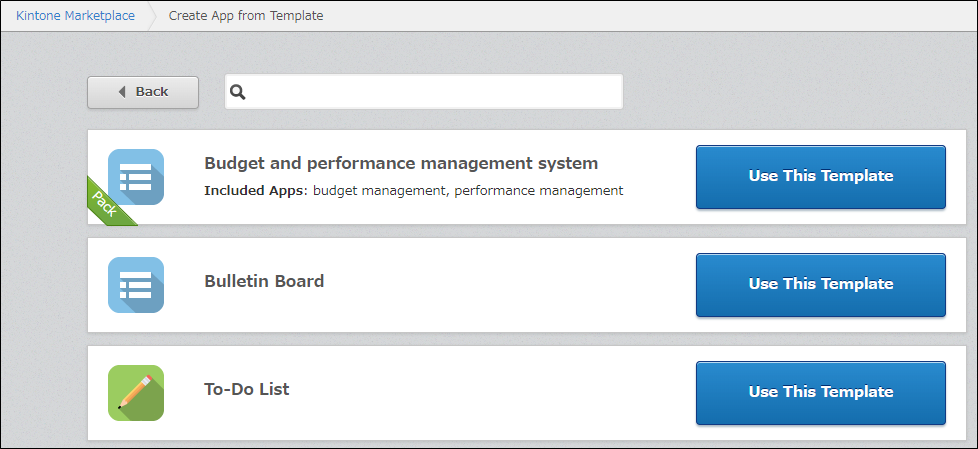 Kintone Marketplace Create App from Template
Back
Budget and performance management system
Use This Template
Included Apps: budget management, performance management
Pack
Bulletin Board
Use This Template
To-Do List
Use This Template